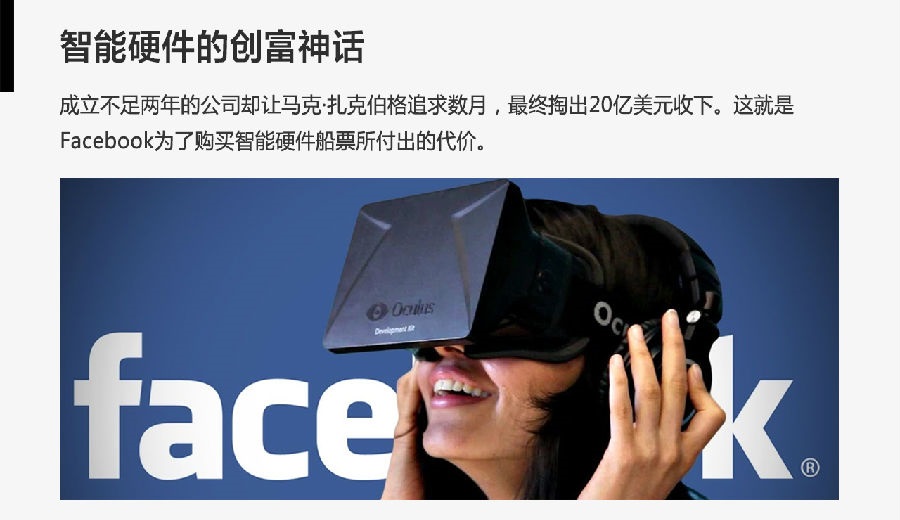 智能硬件的创富神话
成立不足两年的公司却让马克·扎克伯格追求数月，最终掏出20亿美元收下。这就是
Facebook为了购买智能硬件船票所付出的代价。
Oculus
Development Kit
Ocu
face k®